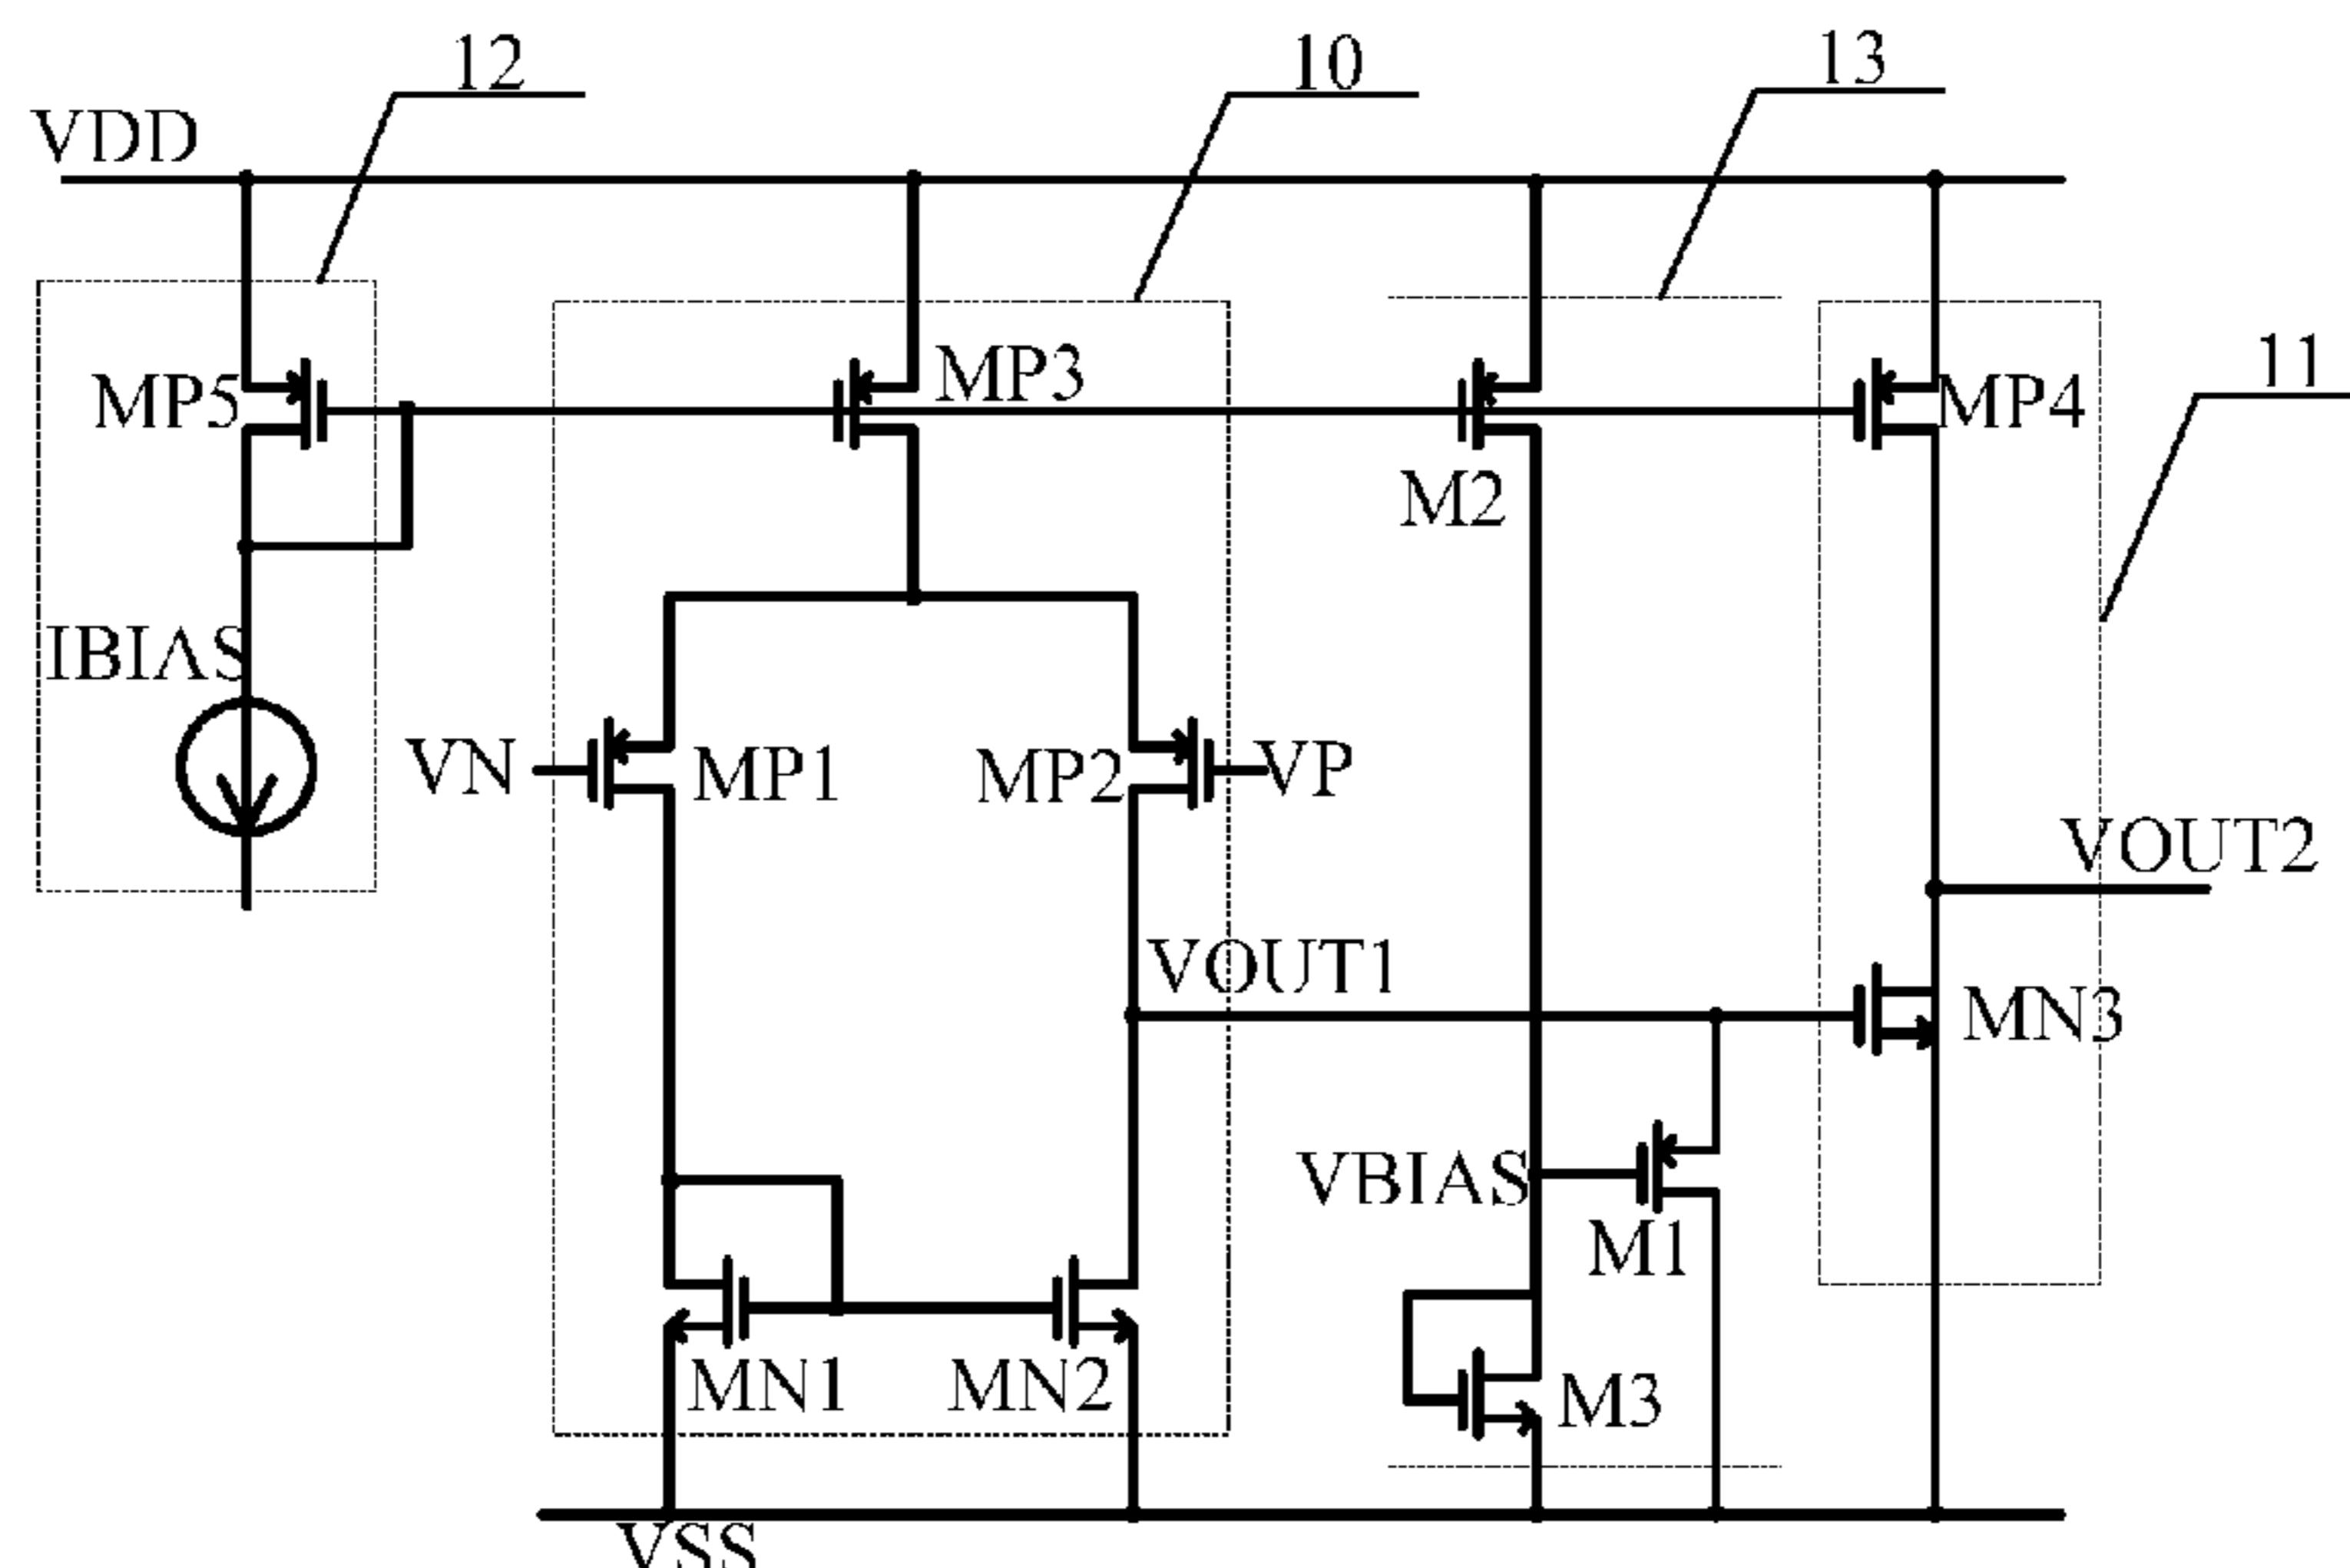 12
10
13
VDD
11
MP5
MP3
MP4
M2
IBIAS
VN
MP1
MP2
VP
VOUT2
VOUT1
MN3
VBIAS
M1
MN1
MN2
M3
VSS